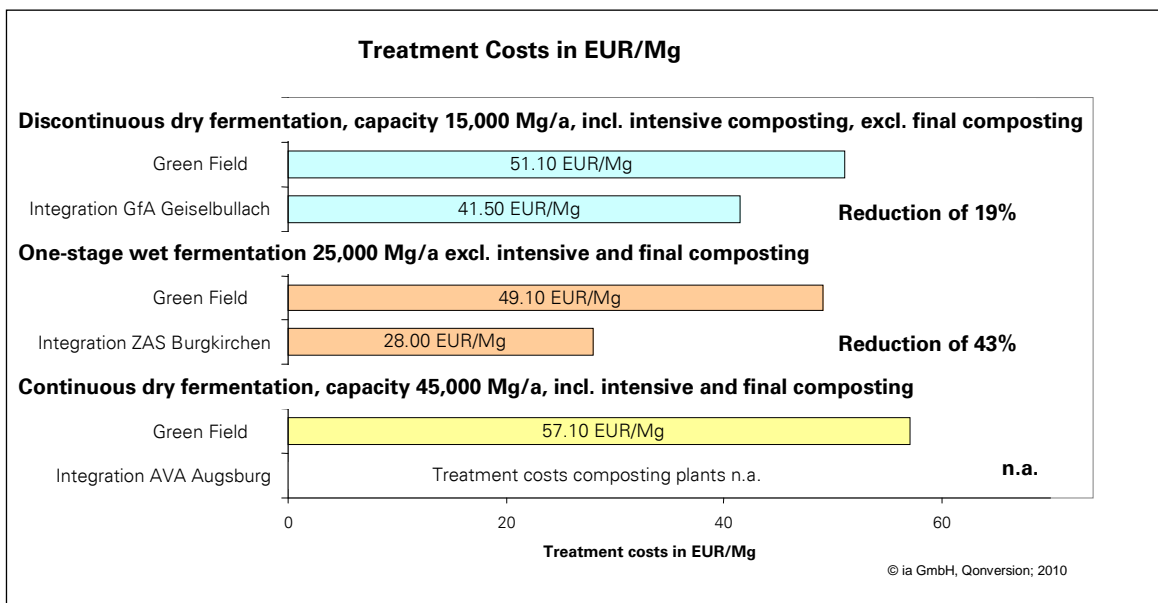 Treatment Costs in EUR/Mg
Discontinuous dry fermentation, capacity 15,000 Mg/a, incl. intensive composting, excl. final composting
Green Field 51.10 EUR/Mg
Integration GfA Geiselbullach 41.50 EUR/Mg Reduction of 19%
One-stage wet fermentation 25,000 Mg/a excl. intensive and final composting
Green Field 49.10 EUR/Mg
Integration ZAS Burgkirchen 28.00 EUR/Mg Reduction of 43%
Continuous dry fermentation, capacity 45,000 Mg/a, incl. intensive and final composting
Green Field 57.10 EUR/Mg
Integration AVA Augsburg Treatment costs composting plants n.a. n.a.
0 20 40 60
Treatment costs in EUR/Mg
© ia GmbH, Qonversion; 2010